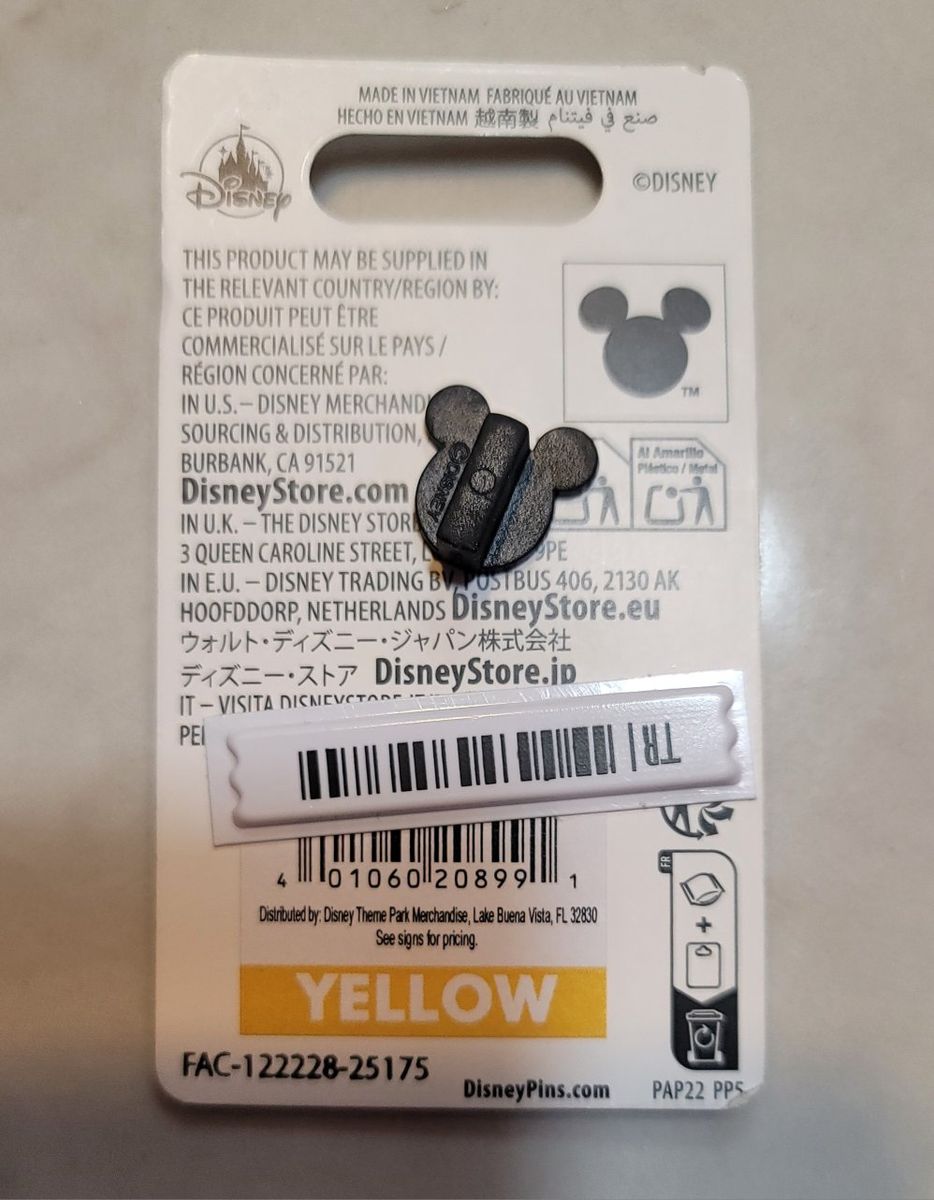 MADE IN VIETNAM FABRIQUÉ AU VIETNAM
HECHO EN VIETNAM 越南製 صنع في فيتنام
DISNEY
©DISNEY
THIS PRODUCT MAY BE SUPPLIED IN
THE RELEVANT COUNTRY/REGION BY:
CE PRODUIT PEUT ÊTRE
COMMERCIALISÉ SUR LE PAYS /
RÉGION CONCERNÉ PAR:
TM
IN U.S. – DISNEY MERCHANDI
SOURCING & DISTRIBUTION,
BURBANK, CA 91521
DisneyStore.com
©DISNEY
Al Amarillo
Plástico / Metal
IN U.K. – THE DISNEY STOR
3 QUEEN CAROLINE STREET, 9PE
IN E.U. – DISNEY TRADING BV, POSTBUS 406, 2130 AK
HOOFDDORP, NETHERLANDS DisneyStore.eu
ウォルト・ディズニー・ジャパン株式会社
ディズニー・ストア DisneyStore.jp
IT – VISITA DISNEYSTORE
TR
4 01060 20899 1
Distributed by: Disney Theme Park Merchandise, Lake Buena Vista, FL 32830
See signs for pricing.
YELLOW
FR
+
FAC-122228-25175
DisneyPins.com
PAP22 PP5